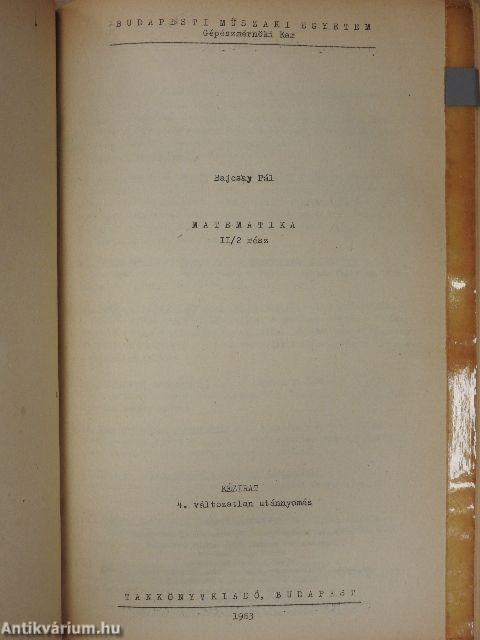 BUDAPESTI MŰSZAKI EGYETEM
Gépészmérnöki Kar
Bajcsay Pál
MATEMATIKA
II/2 rész
KÉZIRAT
4. változatlan utánnyomás
TANKÖNYVKIADÓ, BUDAPEST
1963
Antikvárium.hu